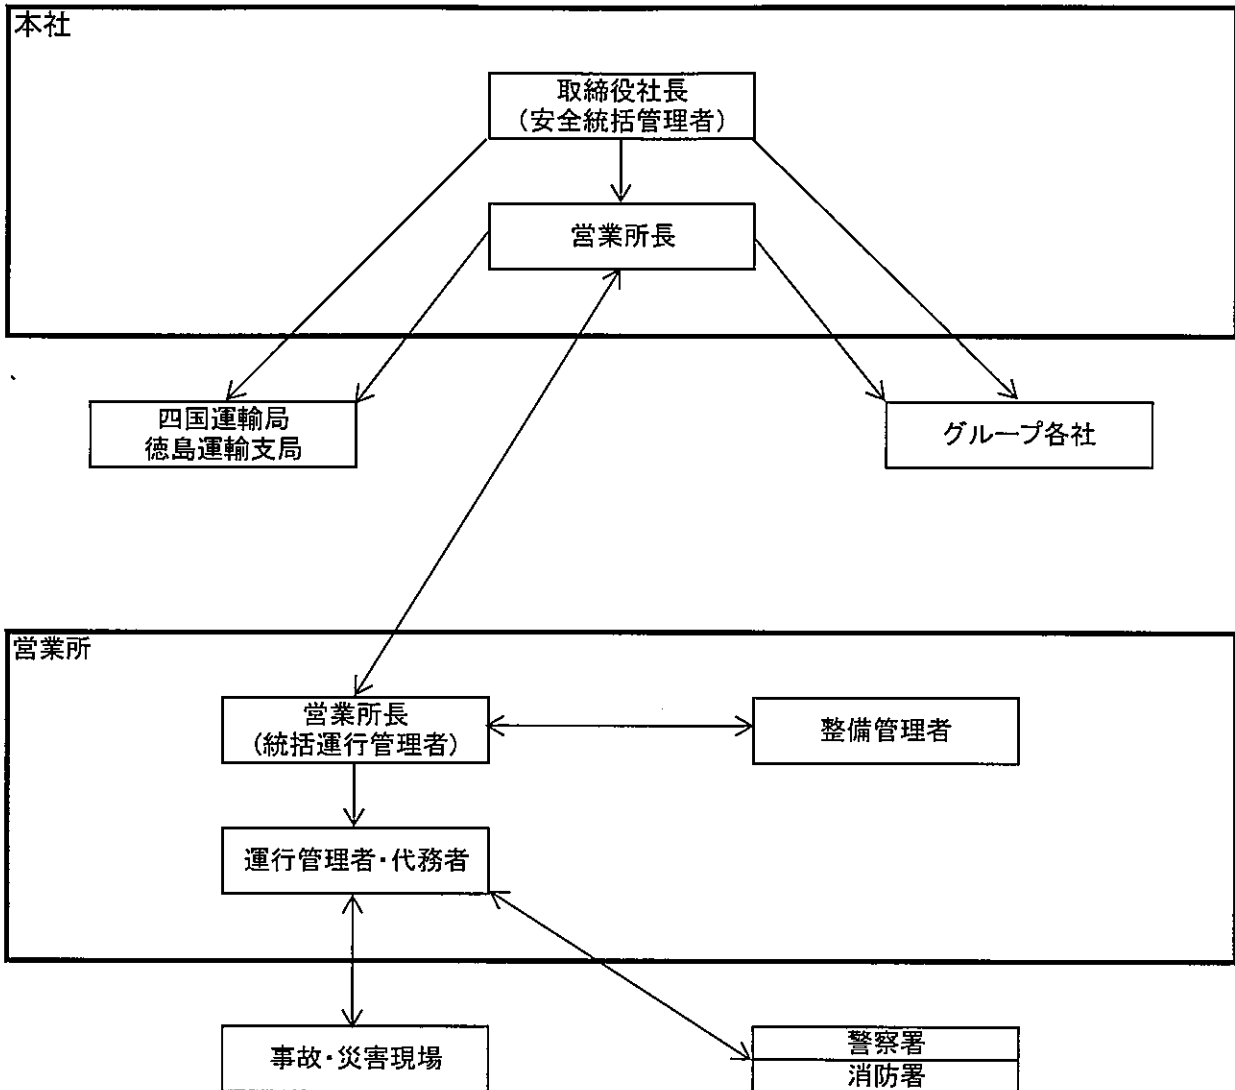 本社
取締役社長
(安全統括管理者)
営業所長
四国運輸局
徳島運輸支局
グループ各社
営業所
営業所長
(統括運行管理者)
整備管理者
運行管理者・代務者
事故・災害現場
警察署
消防署